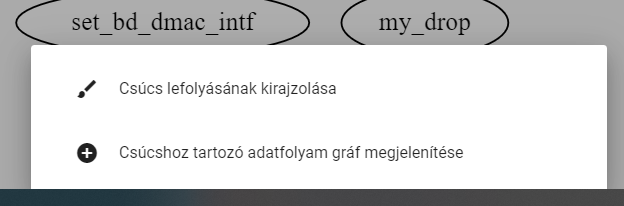 set_bd_dmac_intf my_drop
Csúcs lefolyásának kirajzolása
Csúcshoz tartozó adatfolyam gráf megjelenítése